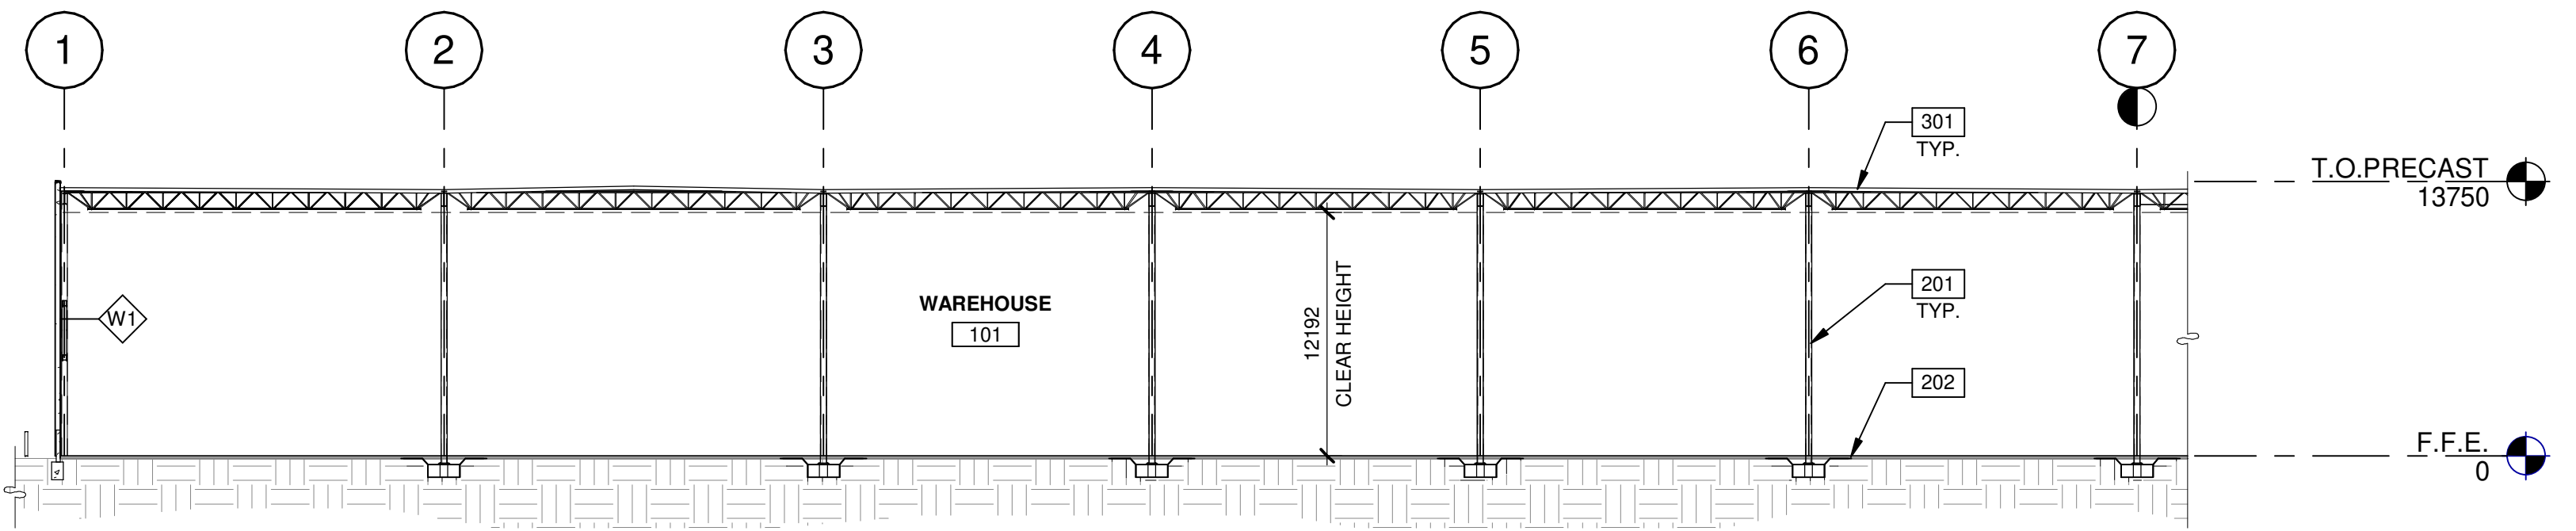 1
2
3
4
5
6
7
301
TYP.
T.O.PRECAST
13750
201
TYP.
WAREHOUSE
101
W1
12192
CLEAR HEIGHT
202
F.F.E.
0